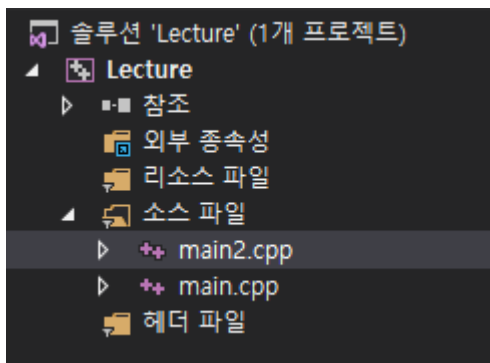 솔루션 'Lecture' (1개 프로젝트)
Lecture
참조
외부 종속성
리소스 파일
소스 파일
main2.cpp
main.cpp
헤더 파일